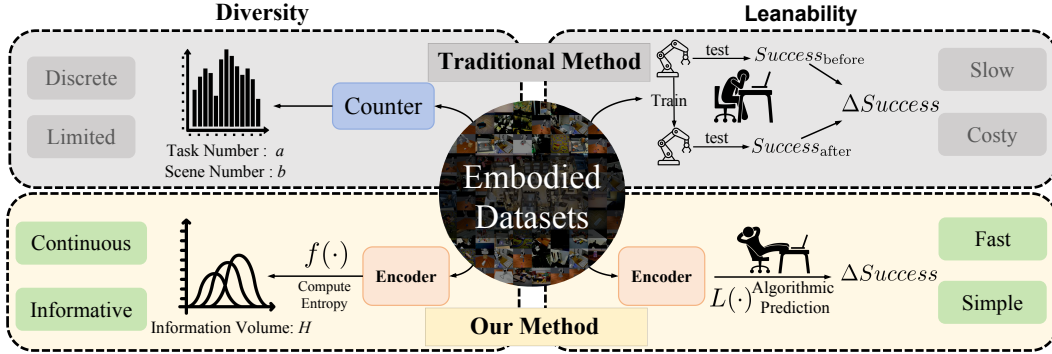 Diversity
Leanability
Traditional Method
Discrete
Limited
Counter
Task Number : a
Scene Number : b
Train
test
Success_before
test
Success_after
ΔSuccess
Slow
Costy
Embodied
Datasets
Continuous
Informative
f(·)
Compute
Entropy
Encoder
Information Volume: H
Our Method
Encoder
L(·)
Algorithmic
Prediction
ΔSuccess
Fast
Simple